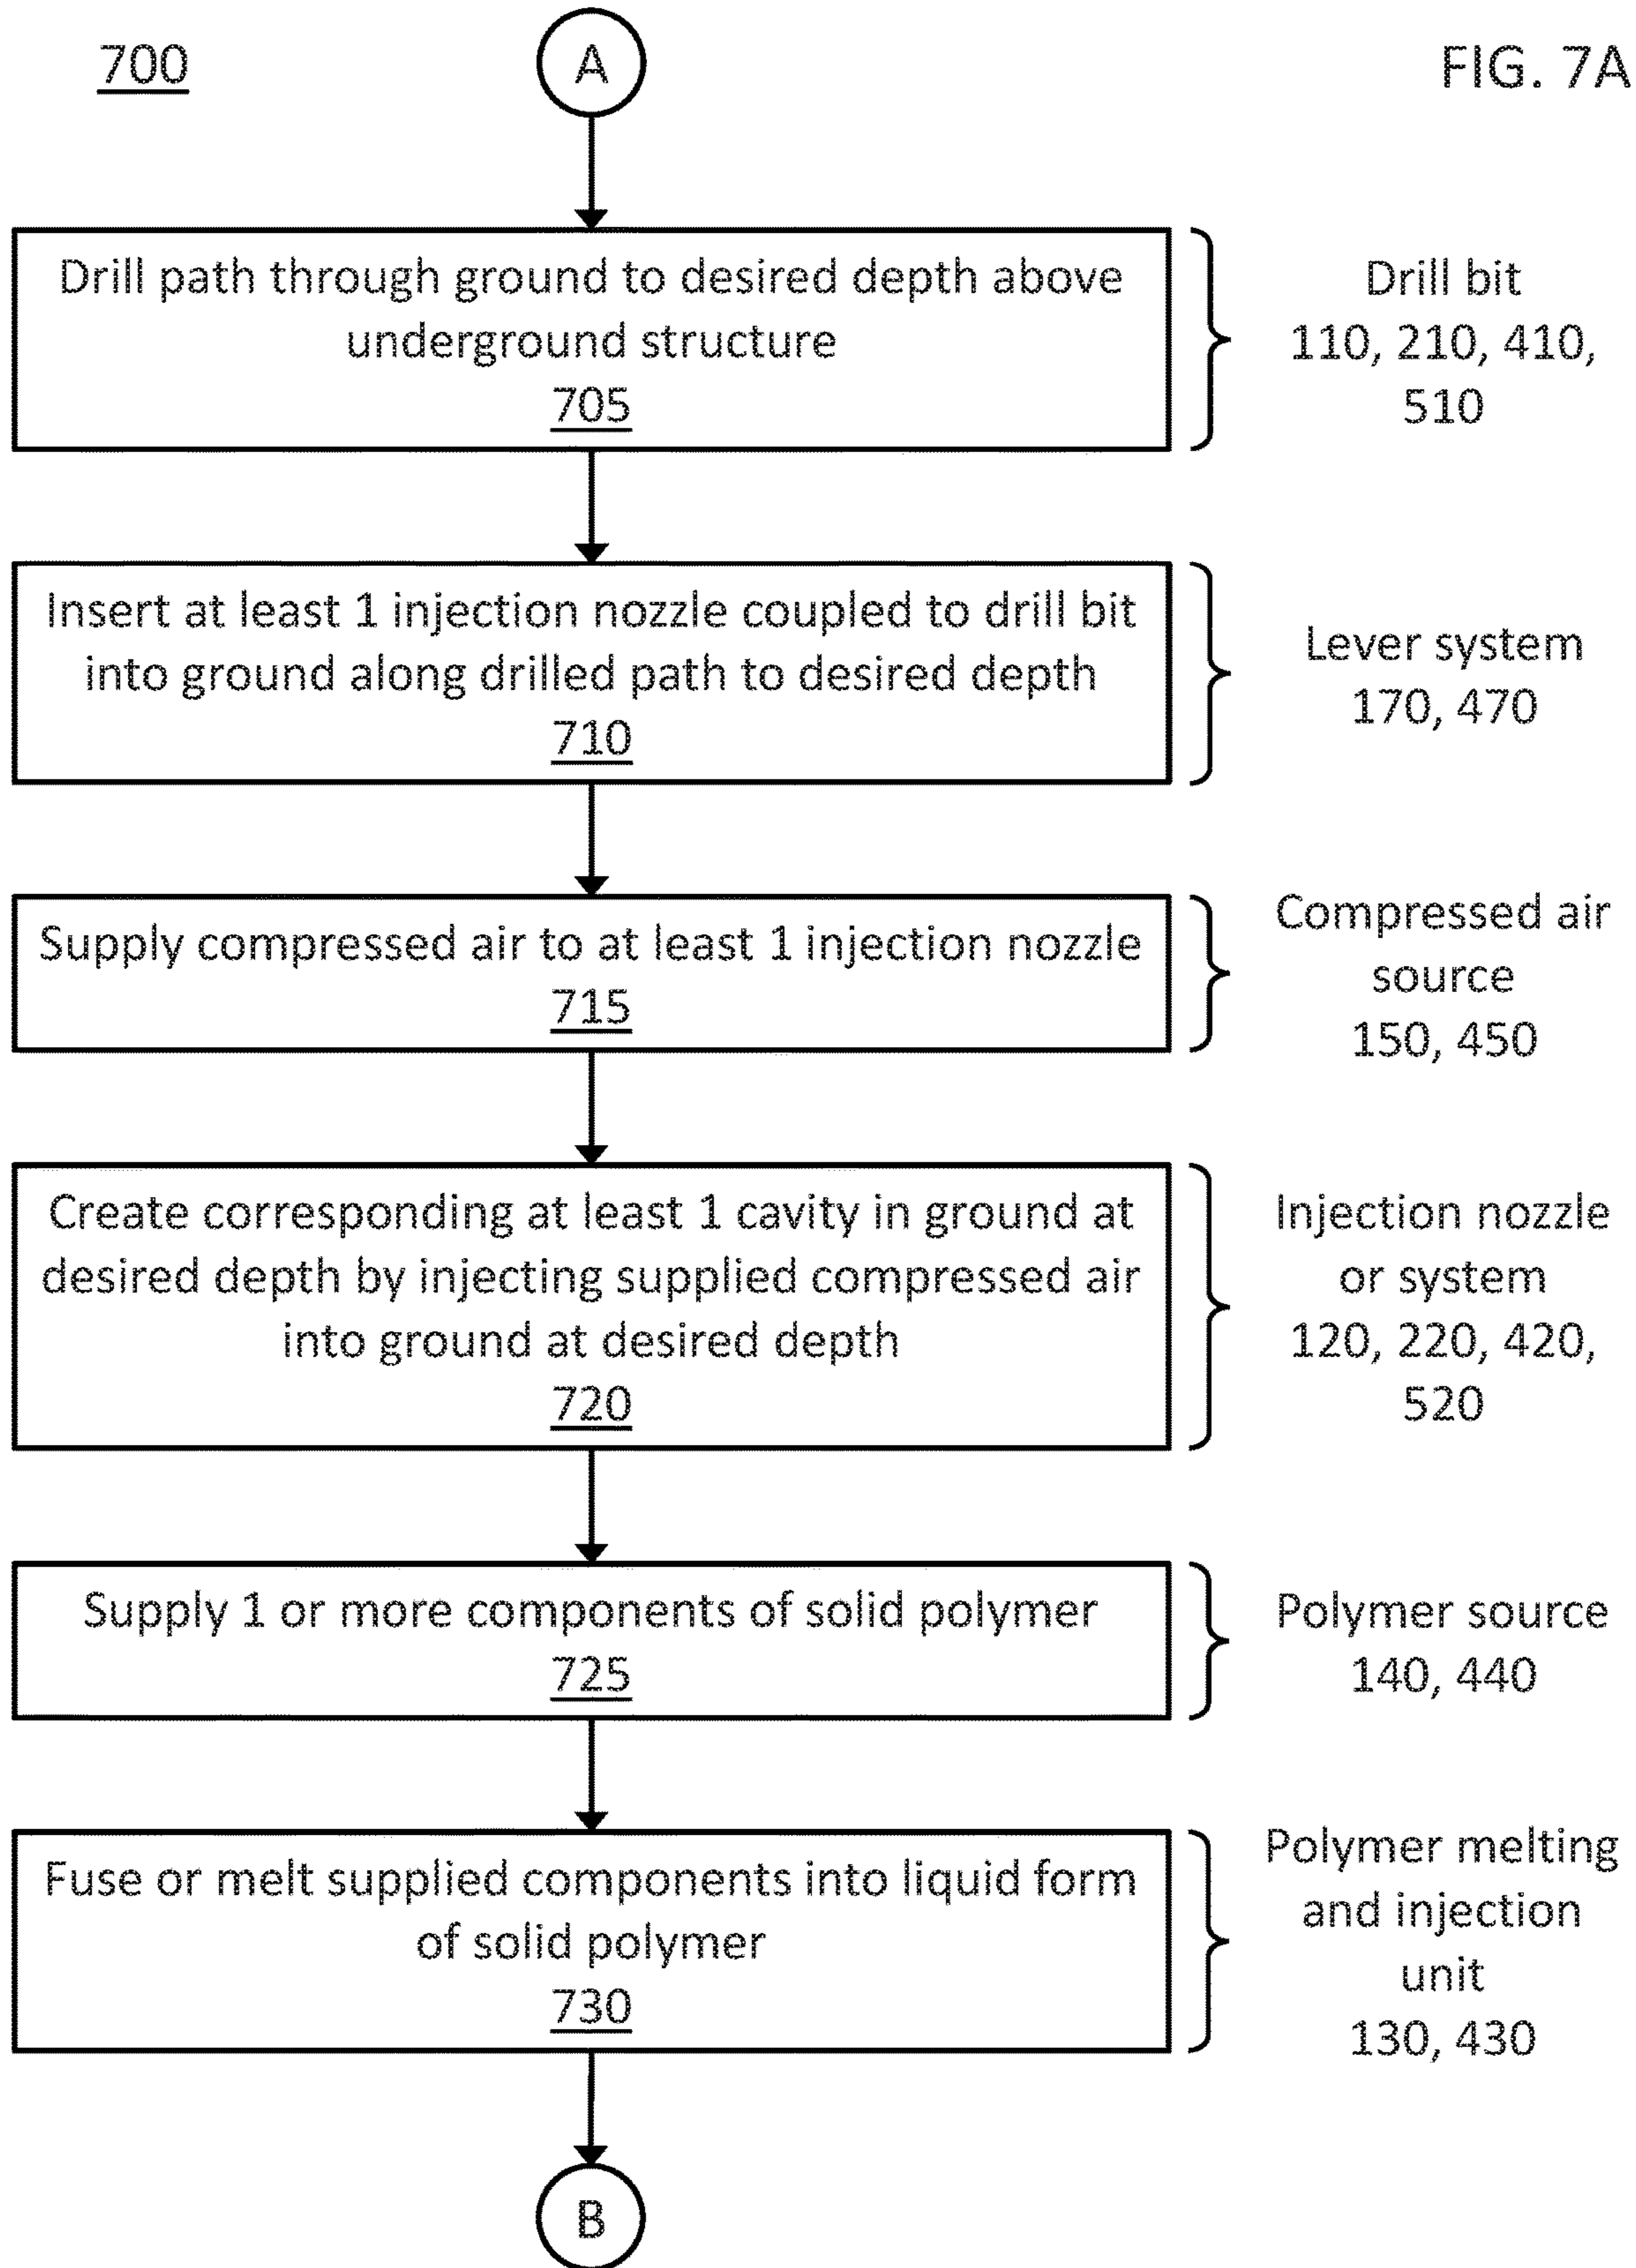 700
A
FIG. 7A
Drill path through ground to desired depth above
underground structure
705
Drill bit
110, 210, 410,
510
Insert at least 1 injection nozzle coupled to drill bit
into ground along drilled path to desired depth
710
Lever system
170, 470
Supply compressed air to at least 1 injection nozzle
715
Compressed air
source
150, 450
Create corresponding at least 1 cavity in ground at
desired depth by injecting supplied compressed air
into ground at desired depth
720
Injection nozzle
or system
120, 220, 420,
520
Supply 1 or more components of solid polymer
725
Polymer source
140, 440
Fuse or melt supplied components into liquid form
of solid polymer
730
Polymer melting
and injection
unit
130, 430
B